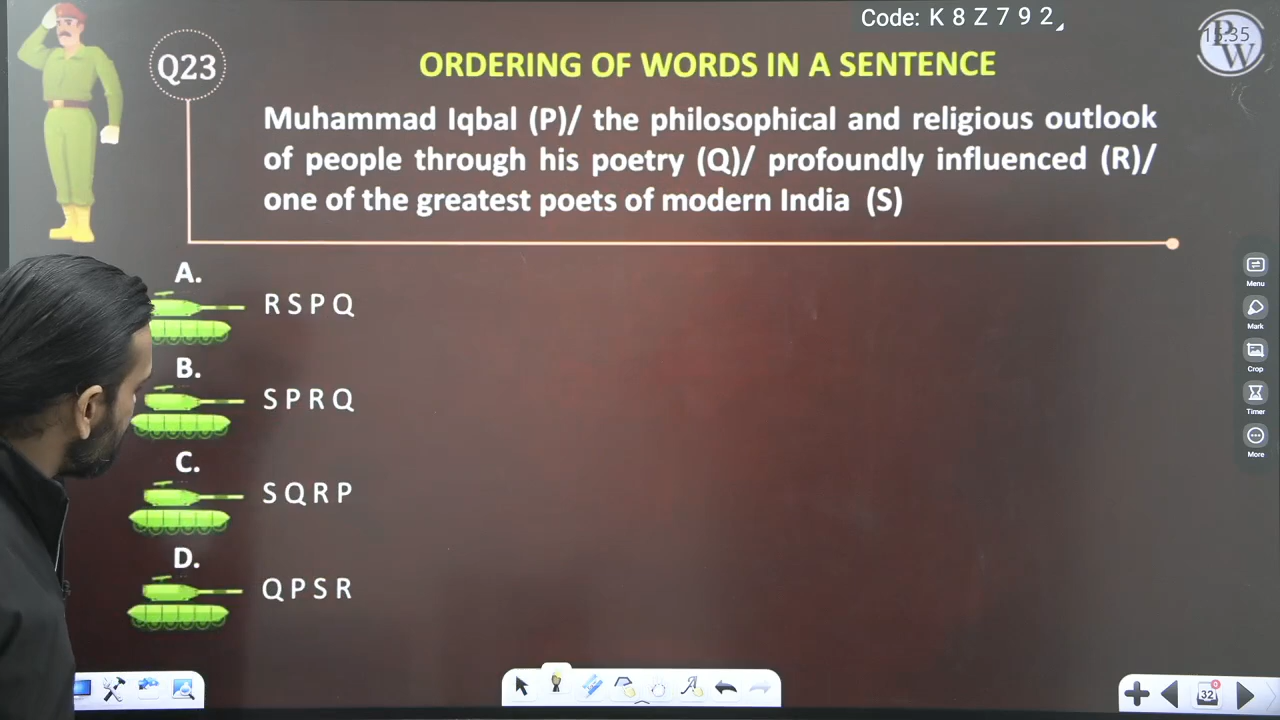 Code: K 8 Z 7 9 2
Q23
ORDERING OF WORDS IN A SENTENCE
Muhammad Iqbal (P)/ the philosophical and religious outlook
of people through his poetry (Q)/ profoundly influenced (R)/
one of the greatest poets of modern India (S)
A.
R S P Q
B.
S P R Q
C.
S Q R P
D.
Q P S R
PW
Menu
Mark
Crop
Timer
More
32